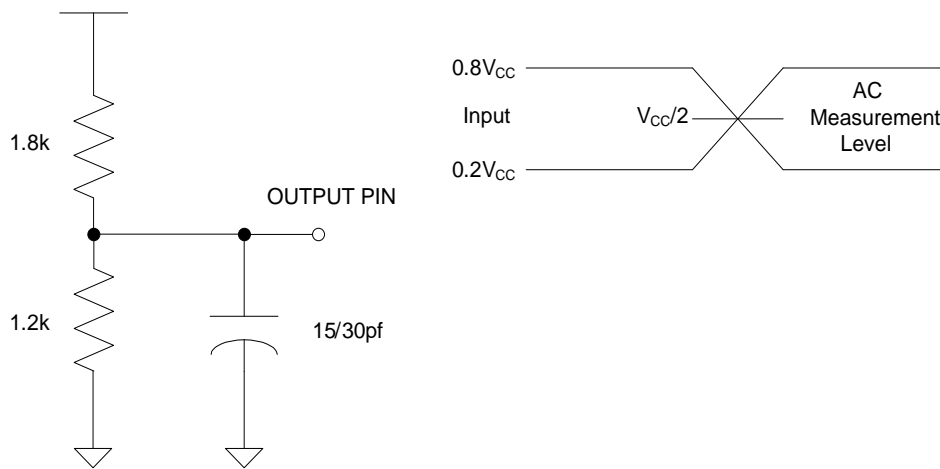 0.8VCC
Input
VCC/2
0.2VCC
AC
Measurement
Level
1.8k
OUTPUT PIN
1.2k
15/30pf